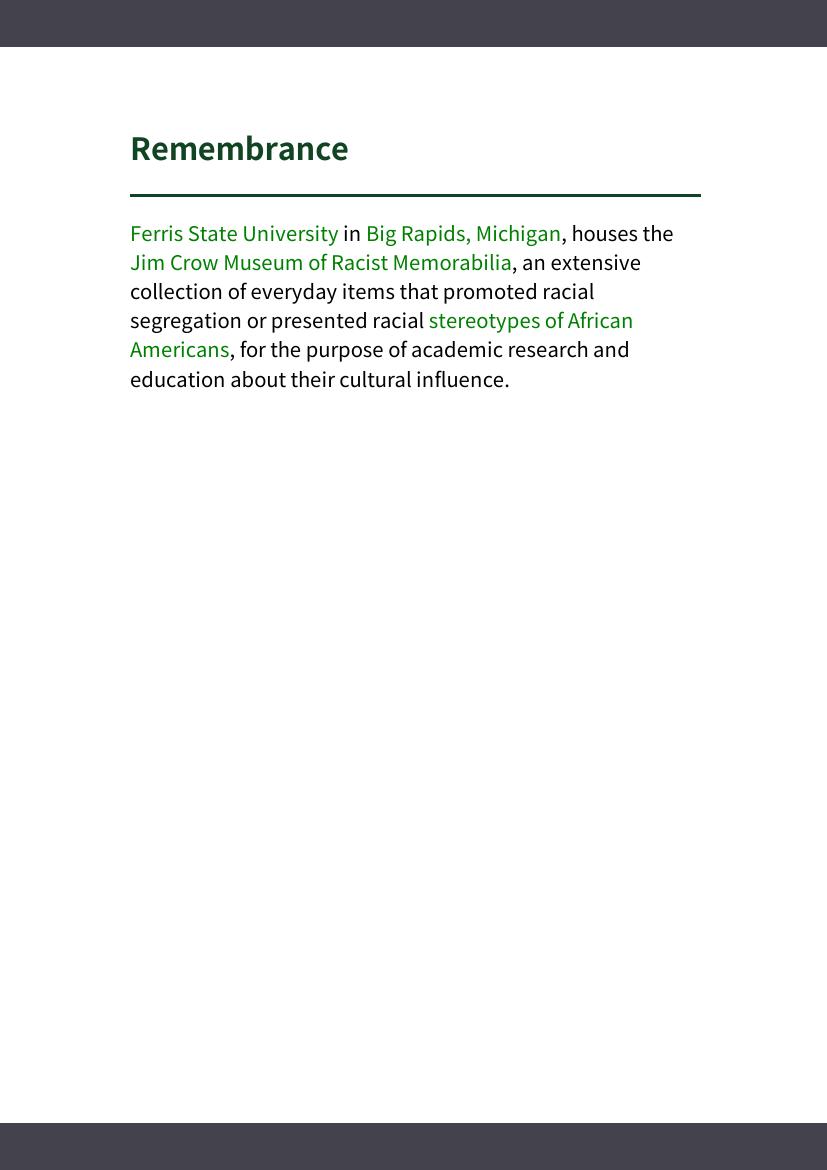 Remembrance
Ferris State University in Big Rapids, Michigan, houses the
Jim Crow Museum of Racist Memorabilia, an extensive
collection of everyday items that promoted racial
segregation or presented racial stereotypes of African
Americans, for the purpose of academic research and
education about their cultural influence.